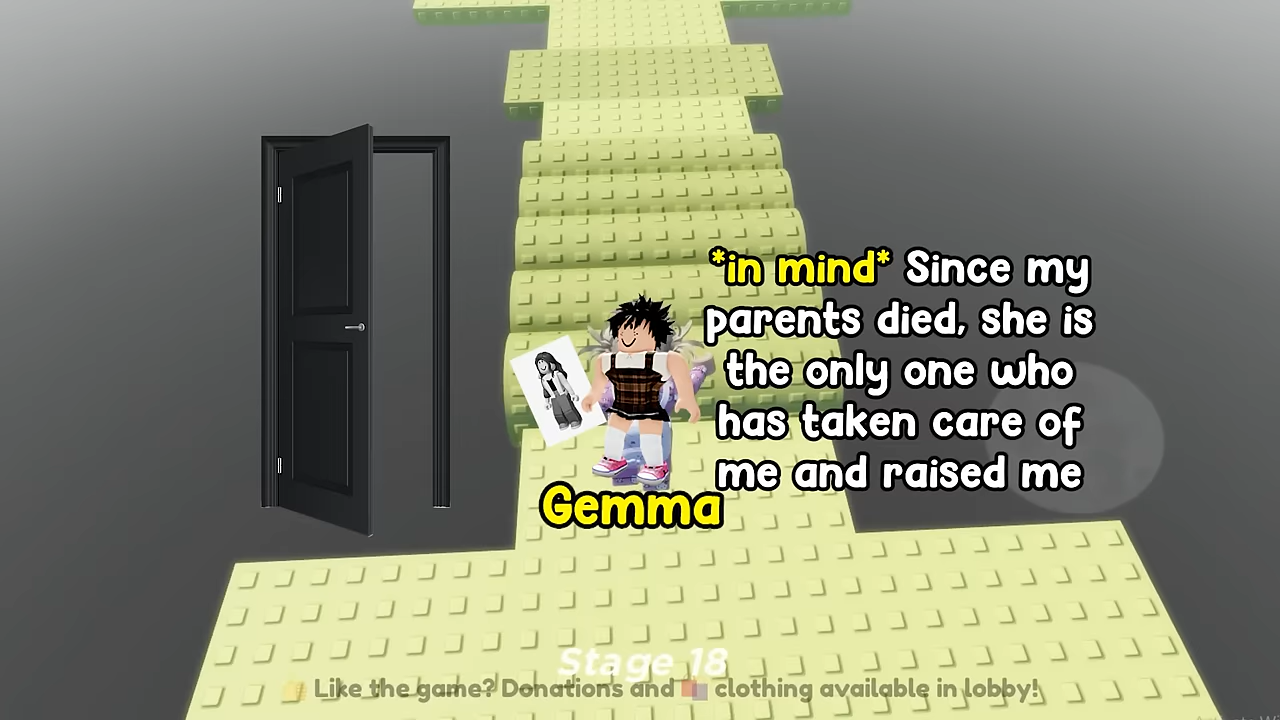 *in mind* Since my
parents died, she is
the only one who
has taken care of
me and raised me
Gemma
Stage 18
Like the game? Donations and clothing available in lobby!